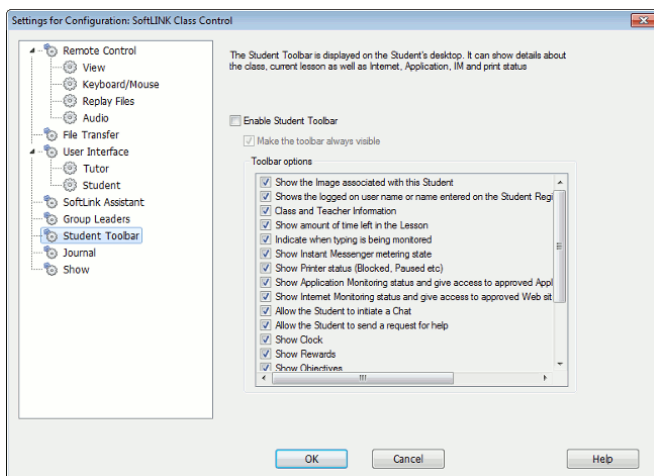 Settings for Configuration: SoftLINK Class Control
Remote Control
View
Keyboard/Mouse
Replay Files
Audio
File Transfer
User Interface
Tutor
Student
SoftLink Assistant
Group Leaders
Student Toolbar
Journal
Show
The Student Toolbar is displayed on the Student's desktop. It can show details about
the class, current lesson as well as Internet, Application, IM and print status
Enable Student Toolbar
Make the toolbar always visible
Toolbar options
Show the Image associated with this Student
Shows the logged on user name or name entered on the Student Regi
Class and Teacher Information
Show amount of time left in the Lesson
Indicate when typing is being monitored
Show Instant Messenger metering state
Show Printer status (Blocked, Paused etc)
Show Application Monitoring status and give access to approved Appl
Show Internet Monitoring status and give access to approved Web sit
Allow the Student to initiate a Chat
Allow the Student to send a request for help
Show Clock
Show Rewards
Show Objectives
OK
Cancel
Help